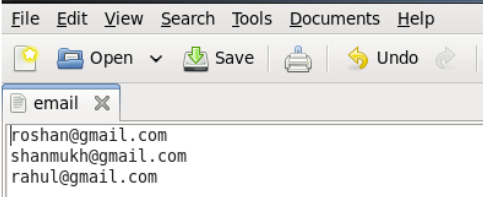 File Edit View Search Tools Documents Help
Open Save Undo
email
roshan@gmail.com
shanmukh@gmail.com
rahul@gmail.com